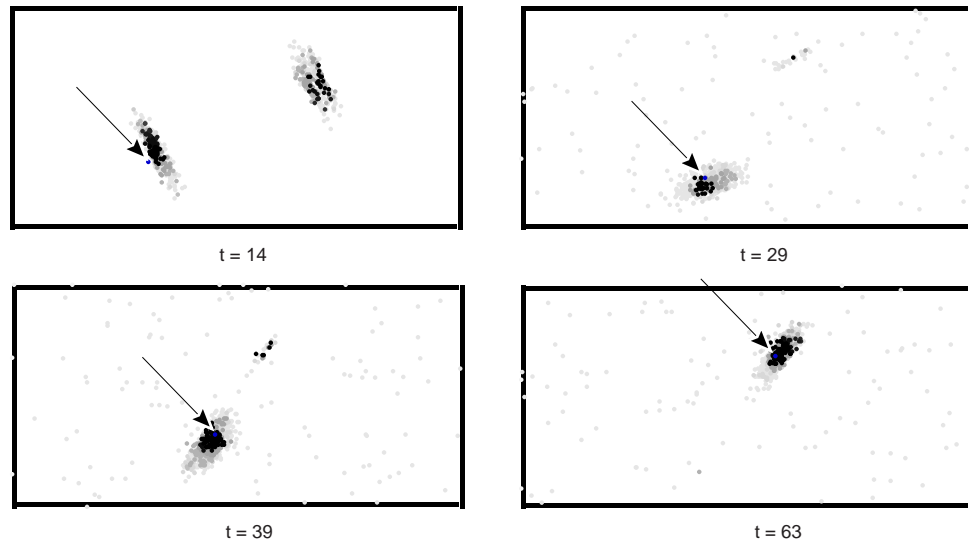 t = 14
t = 29
t = 39
t = 63